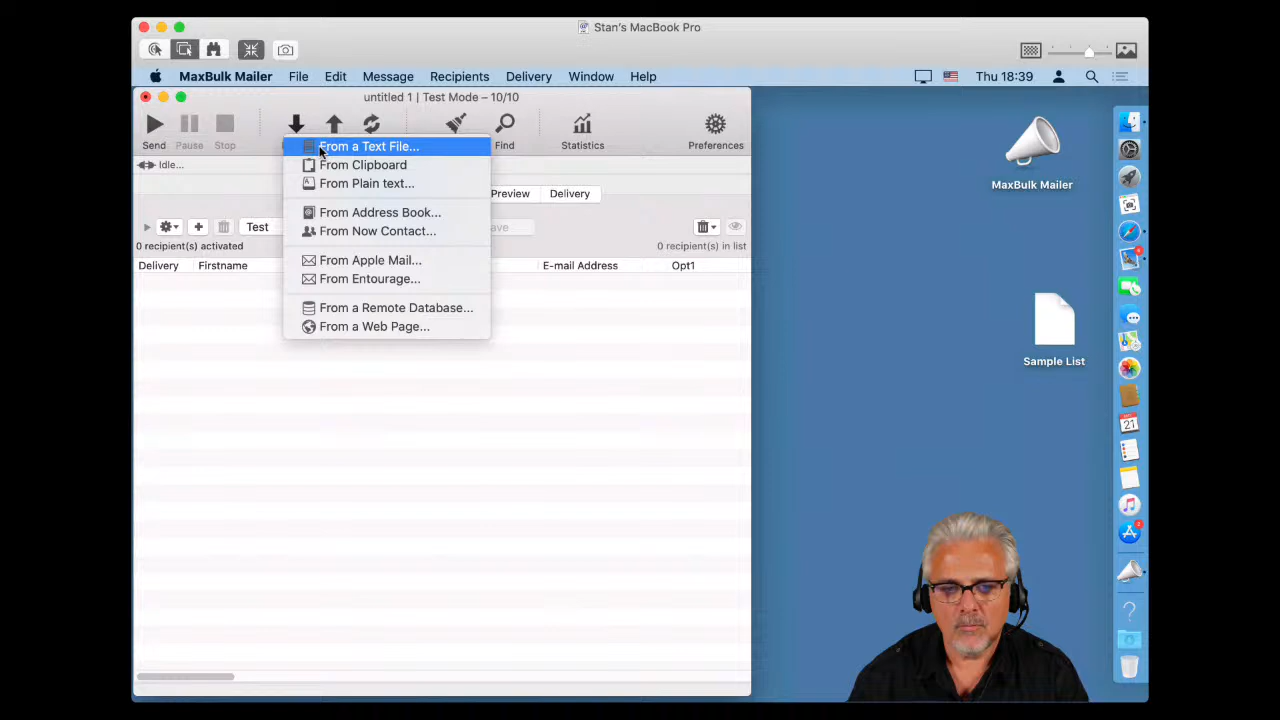 Stan's MacBook Pro
MaxBulk Mailer File Edit Message Recipients Delivery Window Help Thu 18:39
untitled 1 | Test Mode – 10/10
Send Pause Stop Find Statistics Preferences
From a Text File...
From Clipboard
From Plain text...
From Address Book...
From Now Contact...
From Apple Mail...
From Entourage...
From a Remote Database...
From a Web Page...
Idle...
Preview Delivery
Test
0 recipient(s) activated 0 recipient(s) in list
Delivery Firstname E-mail Address Opt1
MaxBulk Mailer
Sample List
21